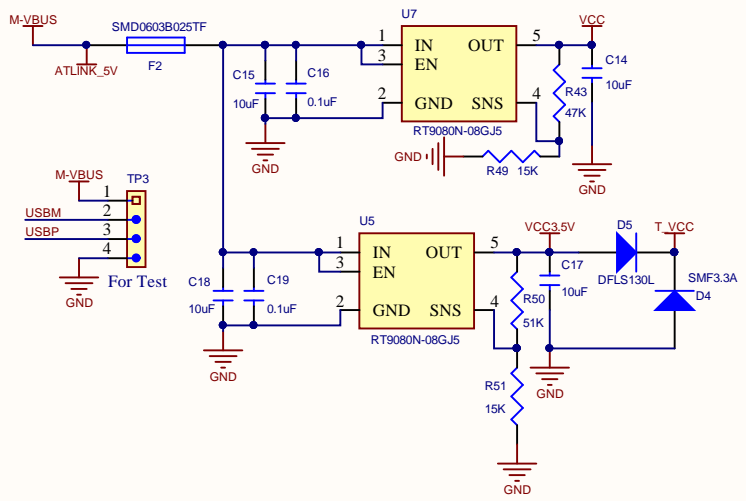 M-VBUS
SMD0603B025TF
F2
ATLINK_5V
C15
10uF
C16
0.1uF
U7
1 IN OUT 5
3 EN
2 GND SNS 4
RT9080N-08GJ5
VCC
C14
10uF
R43
47K
GND
R49 15K
GND
GND
M-VBUS
TP3
1
USBM 2
USBP 3
4
GND
For Test
C18
10uF
C19
0.1uF
GND
U5
1 IN OUT 5
3 EN
2 GND SNS 4
RT9080N-08GJ5
VCC3.5V
C17
10uF
R50
51K
R51
15K
GND
GND
D5
DFLS130L
T_VCC
SMF3.3A
D4